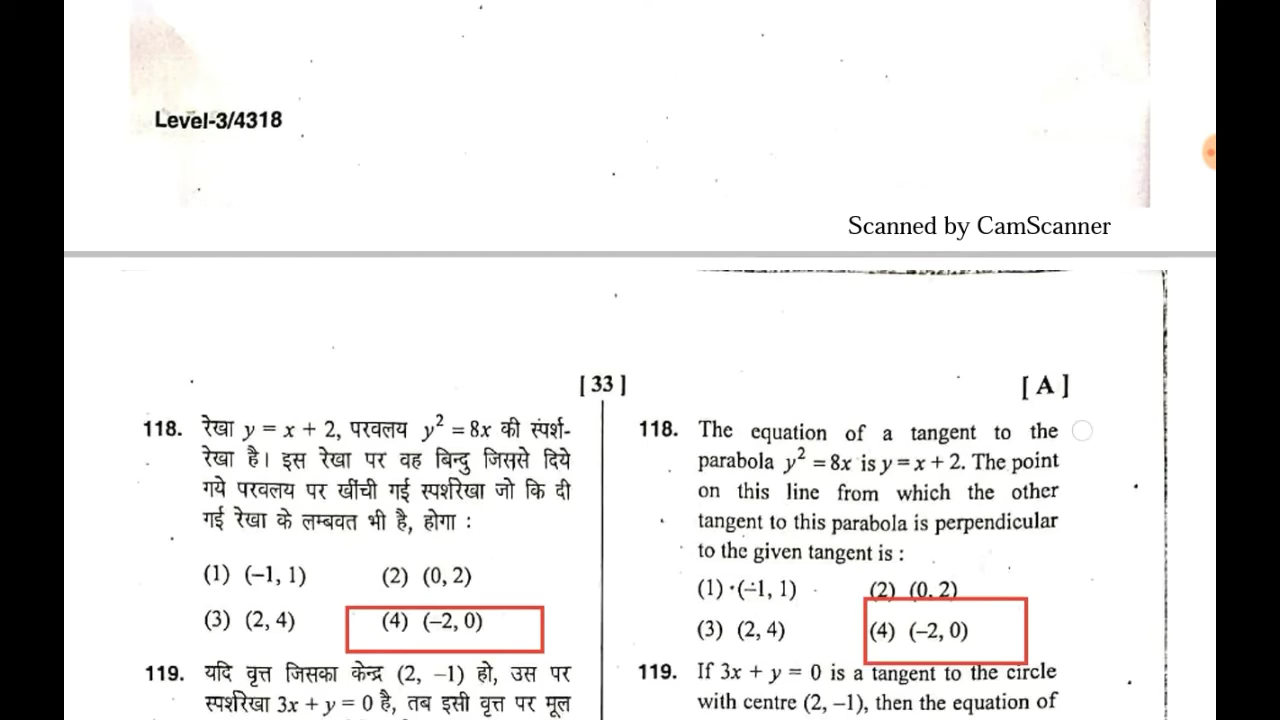 Level-3/4318
Scanned by CamScanner
[ 33 ]
[ A ]
118. रेखा y = x + 2, परवलय y² = 8x की स्पंर्श-
रेखा है। इस रेखा पर वह बिन्दु जिससे दिये
गये परवलय पर खींची गई स्पर्शरेखा जो कि दी
गई रेखा के लम्बवत भी है, होगा :
(1) (–1, 1) (2) (0, 2)
(3) (2, 4) (4) (–2, 0)
119. यदि वृत्त जिसका केन्द्र (2, –1) हो, उस पर
स्पर्शरेखा 3x + y = 0 है, तब इसी वृत्त पर मूल
118. The equation of a tangent to the
parabola y² = 8x is y = x + 2. The point
on this line from which the other
tangent to this parabola is perpendicular
to the given tangent is :
(1) (–1, 1) (2) (0, 2)
(3) (2, 4) (4) (–2, 0)
119. If 3x + y = 0 is a tangent to the circle
with centre (2, –1), then the equation of